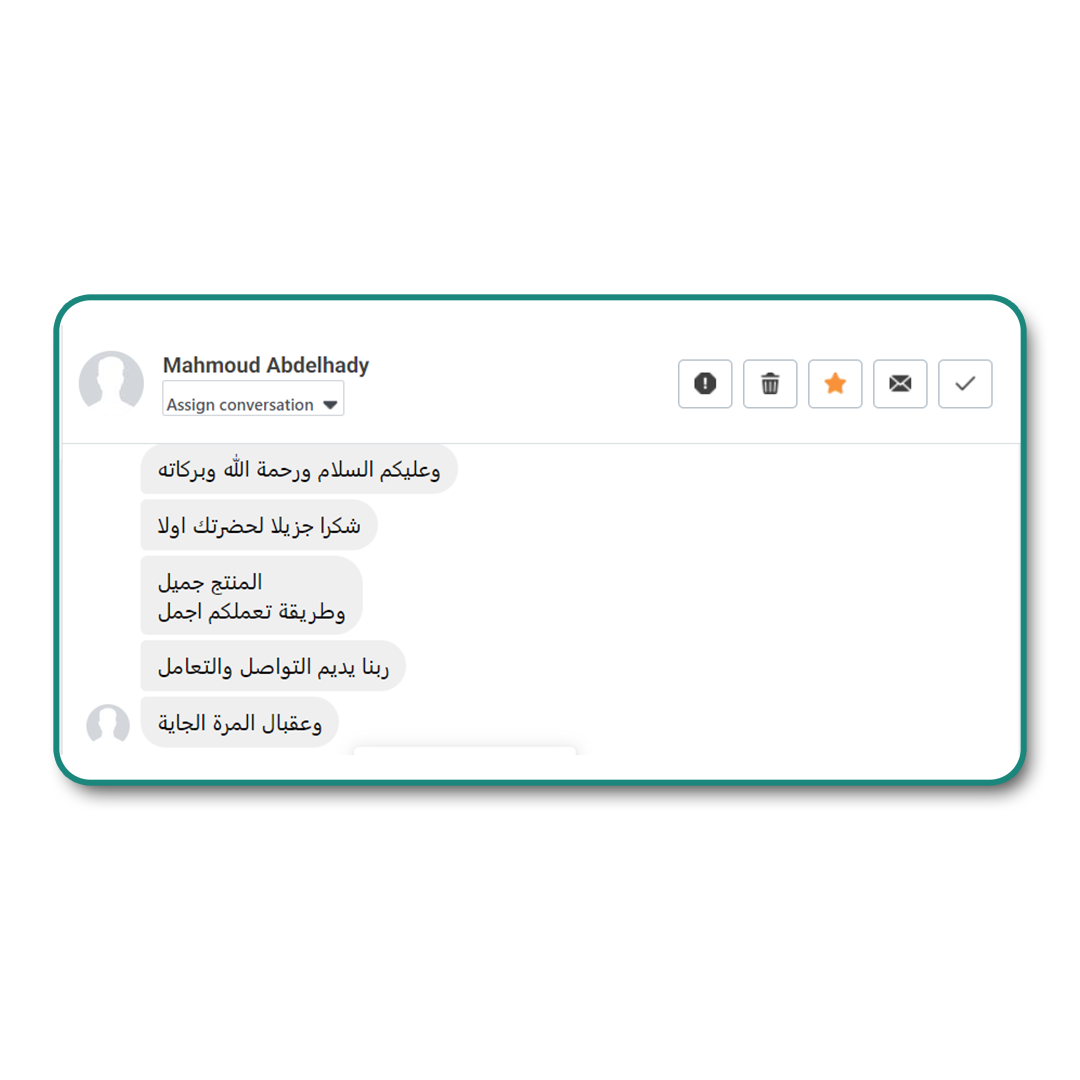 Mahmoud Abdelhady
Assign conversation
وعليكم السلام ورحمة الله وبركاته
شكرا جزيلا لحضرتك اولا
المنتج جميل
وطريقة تعملكم اجمل
ربنا يديم التواصل والتعامل
وعقبال المرة الجاية